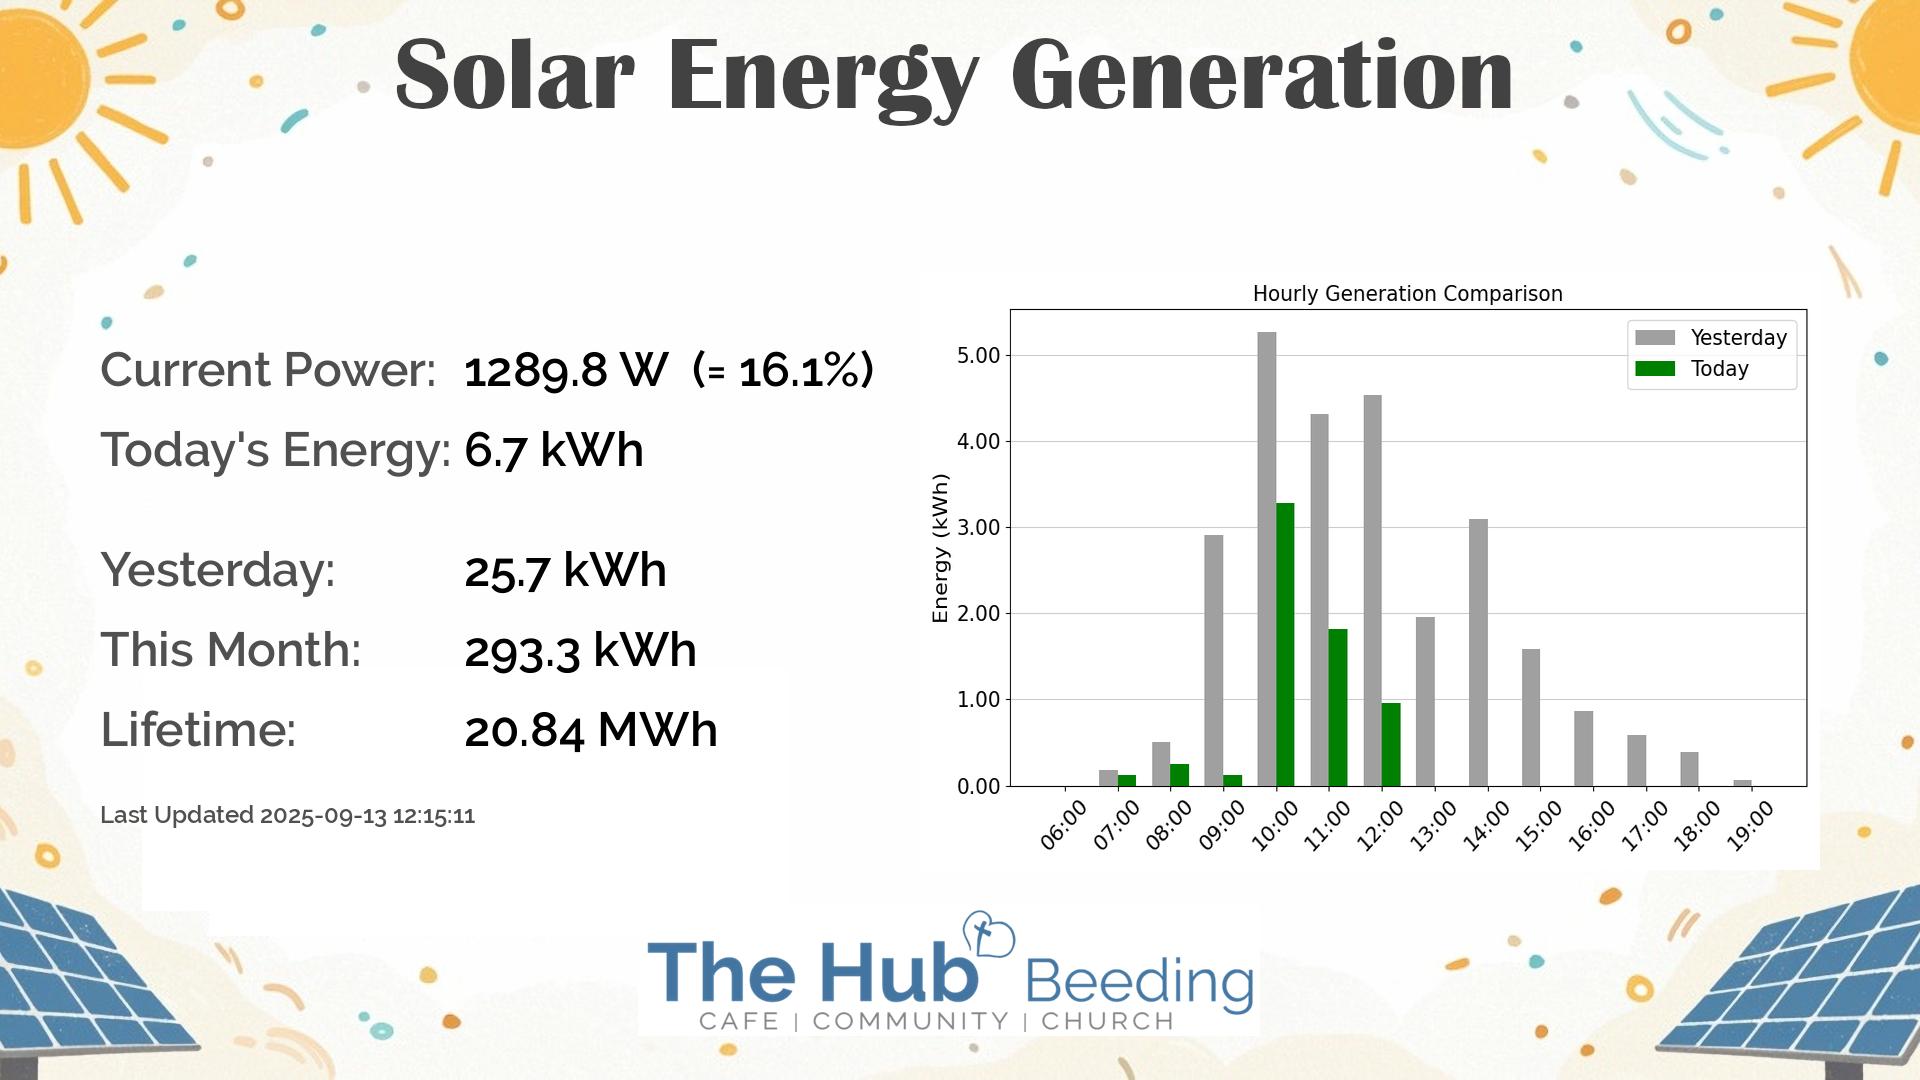 Solar Energy Generation
Current Power: 1289.8 W (= 16.1%)
Today's Energy: 6.7 kWh
Yesterday: 25.7 kWh
This Month: 293.3 kWh
Lifetime: 20.84 MWh
Last Updated 2025-09-13 12:15:11
Hourly Generation Comparison
Yesterday
Today
Energy (kWh)
5.00
4.00
3.00
2.00
1.00
0.00
06:00 07:00 08:00 09:00 10:00 11:00 12:00 13:00 14:00 15:00 16:00 17:00 18:00 19:00
The Hub Beeding
CAFE | COMMUNITY | CHURCH